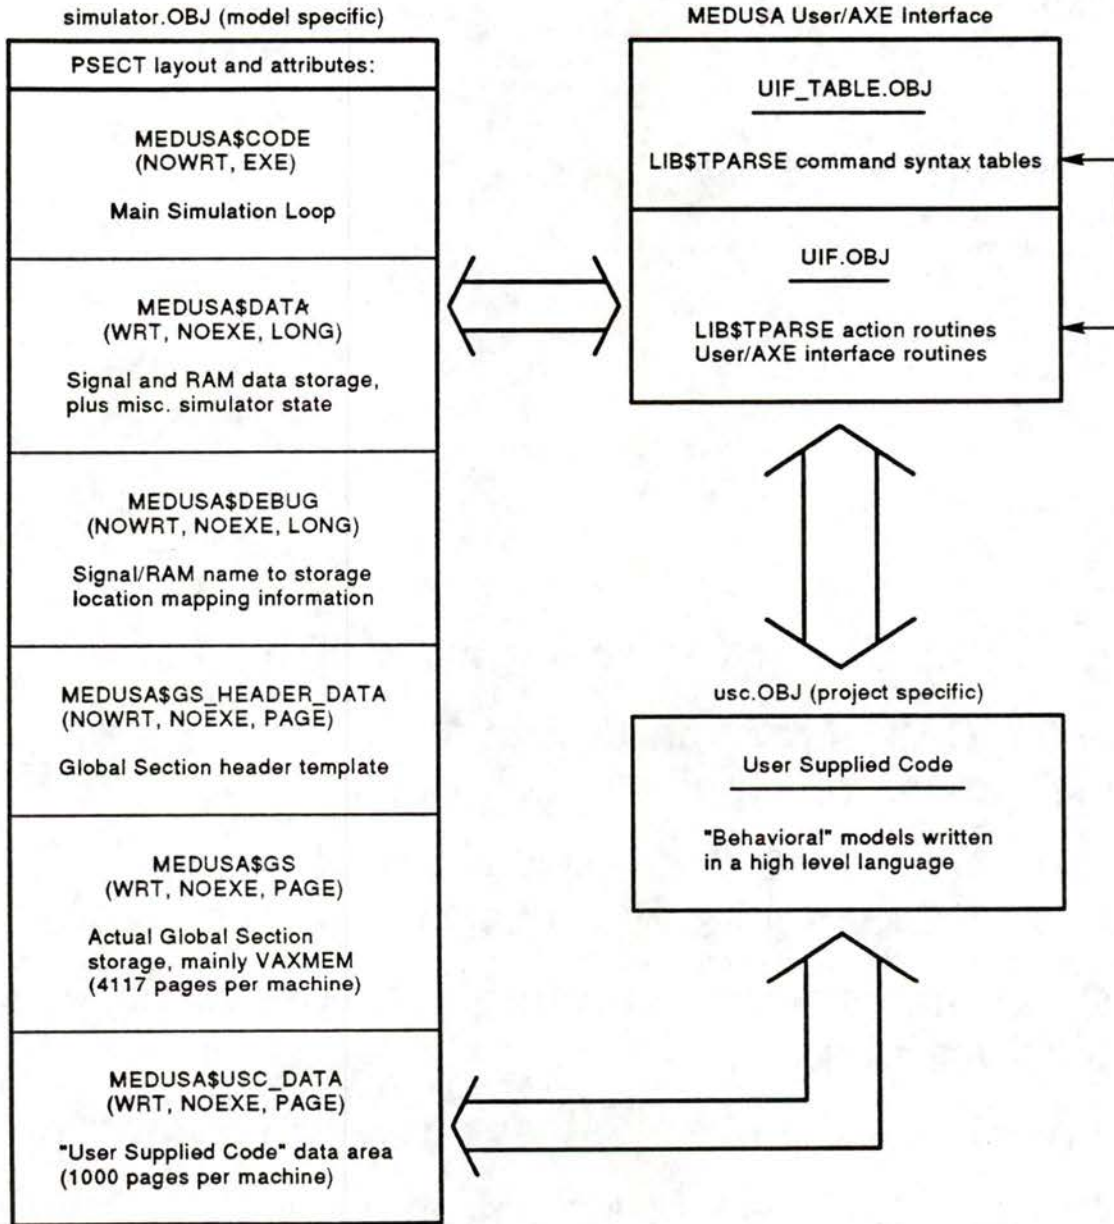 simulator.OBJ (model specific)
PSECT layout and attributes:
MEDUSA$CODE
(NOWRT, EXE)
Main Simulation Loop
MEDUSA$DATA
(WRT, NOEXE, LONG)
Signal and RAM data storage,
plus misc. simulator state
MEDUSA$DEBUG
(NOWRT, NOEXE, LONG)
Signal/RAM name to storage
location mapping information
MEDUSA$GS_HEADER_DATA
(NOWRT, NOEXE, PAGE)
Global Section header template
MEDUSA$GS
(WRT, NOEXE, PAGE)
Actual Global Section
storage, mainly VAXMEM
(4117 pages per machine)
MEDUSA$USC_DATA
(WRT, NOEXE, PAGE)
"User Supplied Code" data area
(1000 pages per machine)
MEDUSA User/AXE Interface
UIF_TABLE.OBJ
LIB$TPARSE command syntax tables
UIF.OBJ
LIB$TPARSE action routines
User/AXE interface routines
usc.OBJ (project specific)
User Supplied Code
"Behavioral" models written
in a high level language